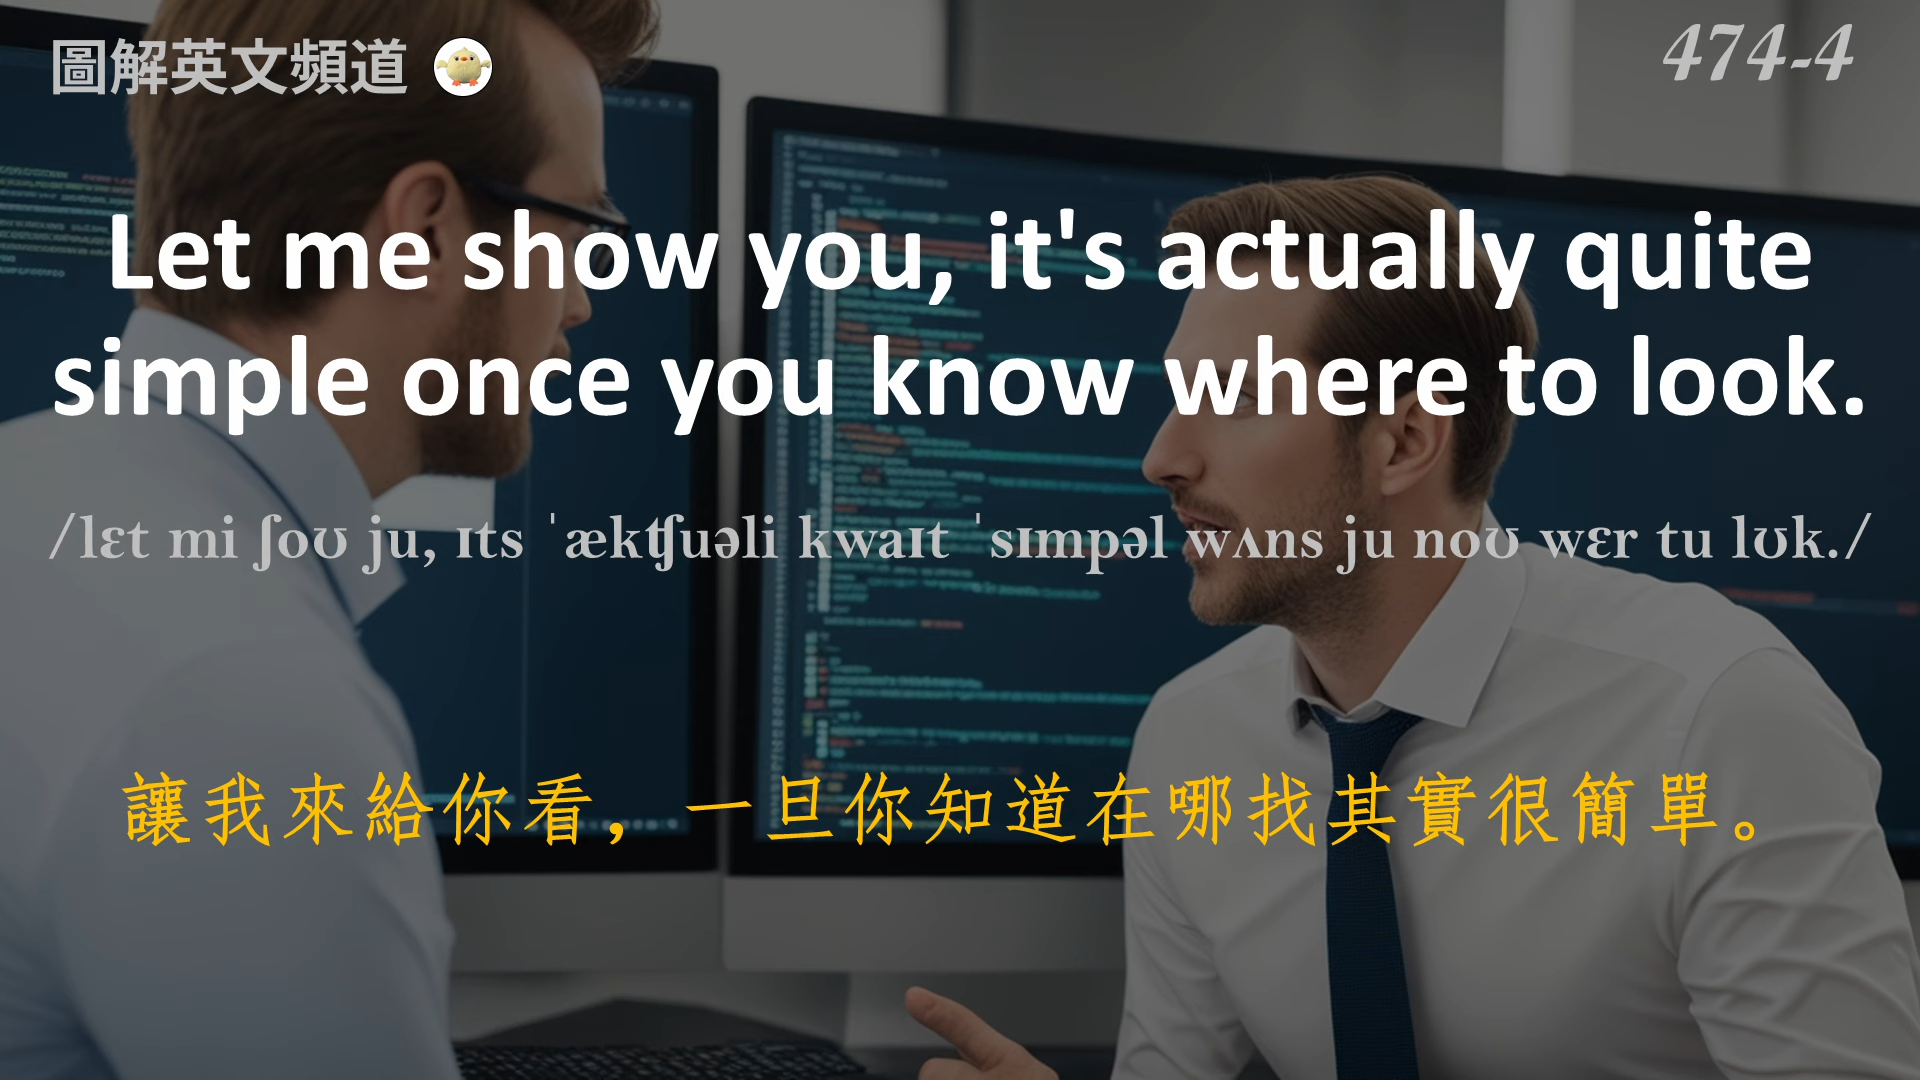 圖解英文頻道
474-4
Let me show you, it's actually quite
simple once you know where to look.
/lɛt mi ʃoʊ ju, ɪts ˈækʧuəli kwaɪt ˈsɪmpəl wʌns ju noʊ wɛr tu lʊk./
讓我來給你看，一旦你知道在哪找其實很簡單。